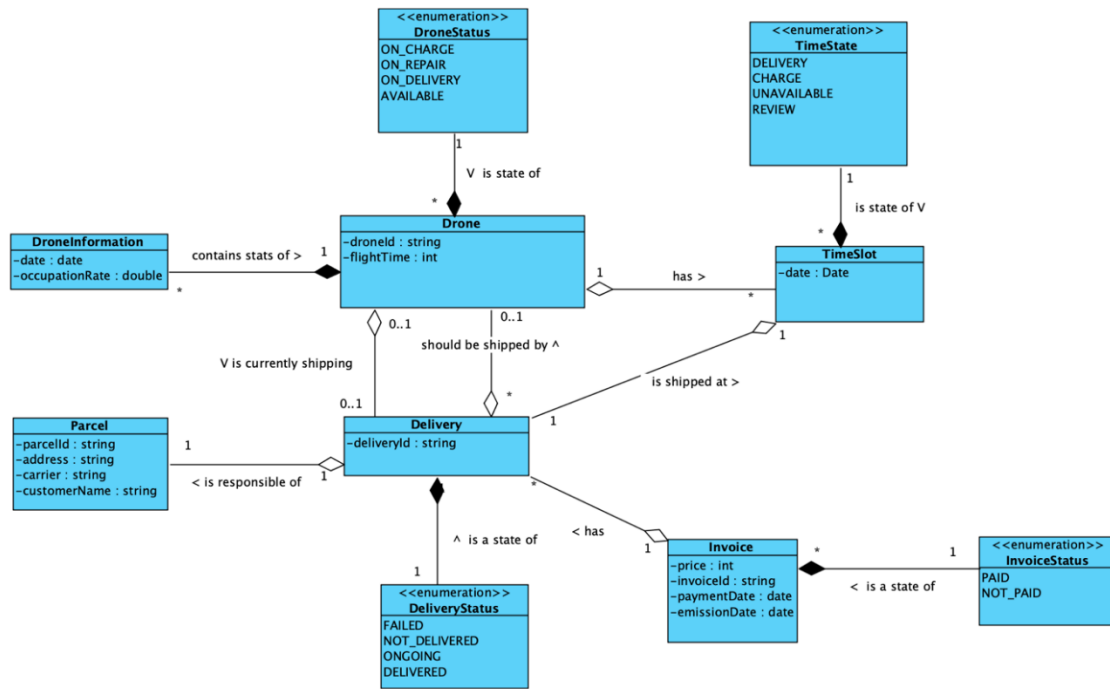 <<enumeration>>
DroneStatus
ON_CHARGE
ON_REPAIR
ON_DELIVERY
AVAILABLE
<<enumeration>>
TimeState
DELIVERY
CHARGE
UNAVAILABLE
REVIEW
1
V is state of
*
1
is state of V
*
DroneInformation
-date : date
-occupationRate : double
contains stats of >
1
*
Drone
-droneId : string
-flightTime : int
1
has >
*
TimeSlot
-date : Date
0..1
0..1
should be shipped by ^
V is currently shipping
1
is shipped at >
0..1
*
1
Parcel
-parcelId : string
-address : string
-carrier : string
-customerName : string
1
< is responsible of
1
Delivery
-deliveryId : string
*
< has
1
^ is a state of
1
Invoice
-price : int
-invoiceId : string
-paymentDate : date
-emissionDate : date
*
1
< is a state of
<<enumeration>>
InvoiceStatus
PAID
NOT_PAID
<<enumeration>>
DeliveryStatus
FAILED
NOT_DELIVERED
ONGOING
DELIVERED